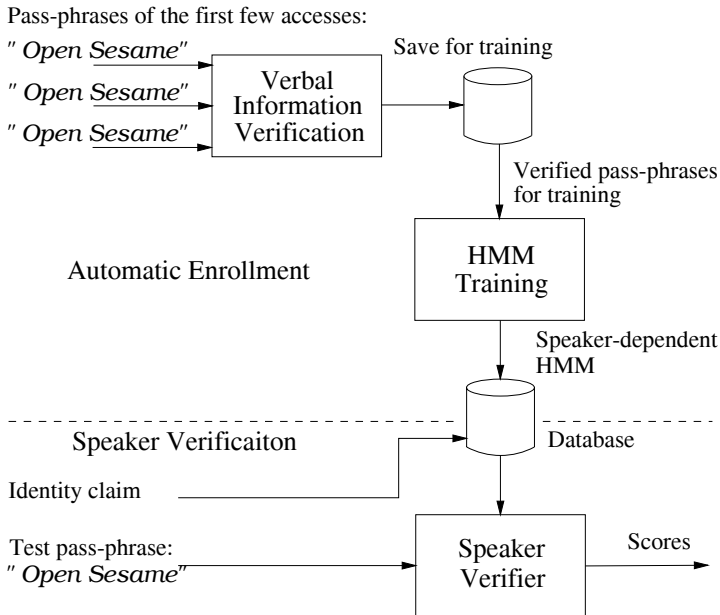 Pass-phrases of the first few accesses:
" Open Sesame"
" Open Sesame"
" Open Sesame"
Verbal
Information
Verification
Save for training
Verified pass-phrases
for training
HMM
Training
Automatic Enrollment
Speaker-dependent
HMM
Database
Speaker Verificaiton
Identity claim
Test pass-phrase:
" Open Sesame"
Speaker
Verifier
Scores